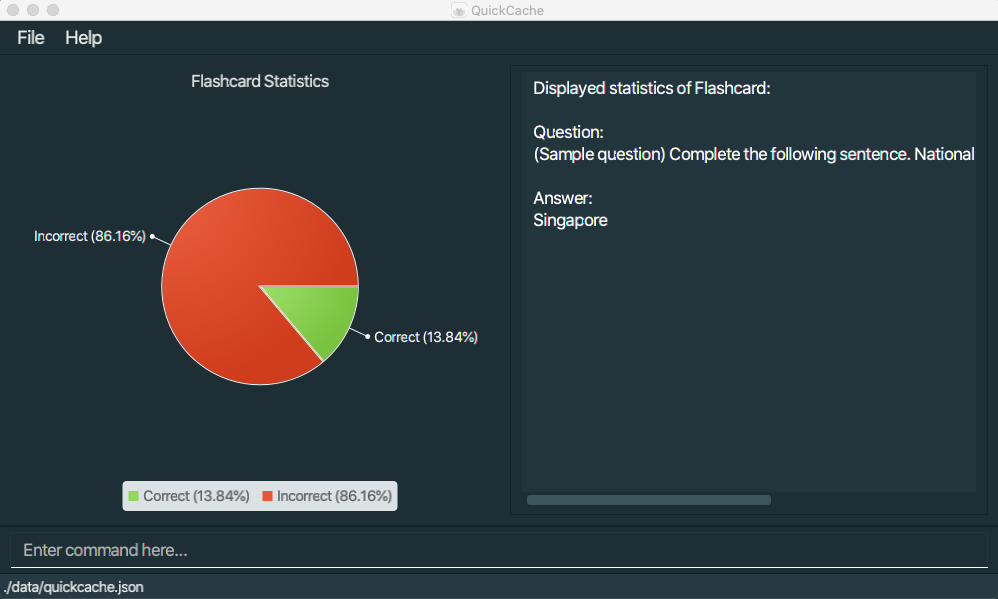 QuickCache
File Help
Flashcard Statistics
Incorrect (86.16%)
Correct (13.84%)
Correct (13.84%) Incorrect (86.16%)
Displayed statistics of Flashcard:
Question:
(Sample question) Complete the following sentence. National
Answer:
Singapore
Enter command here...
./data/quickcache.json